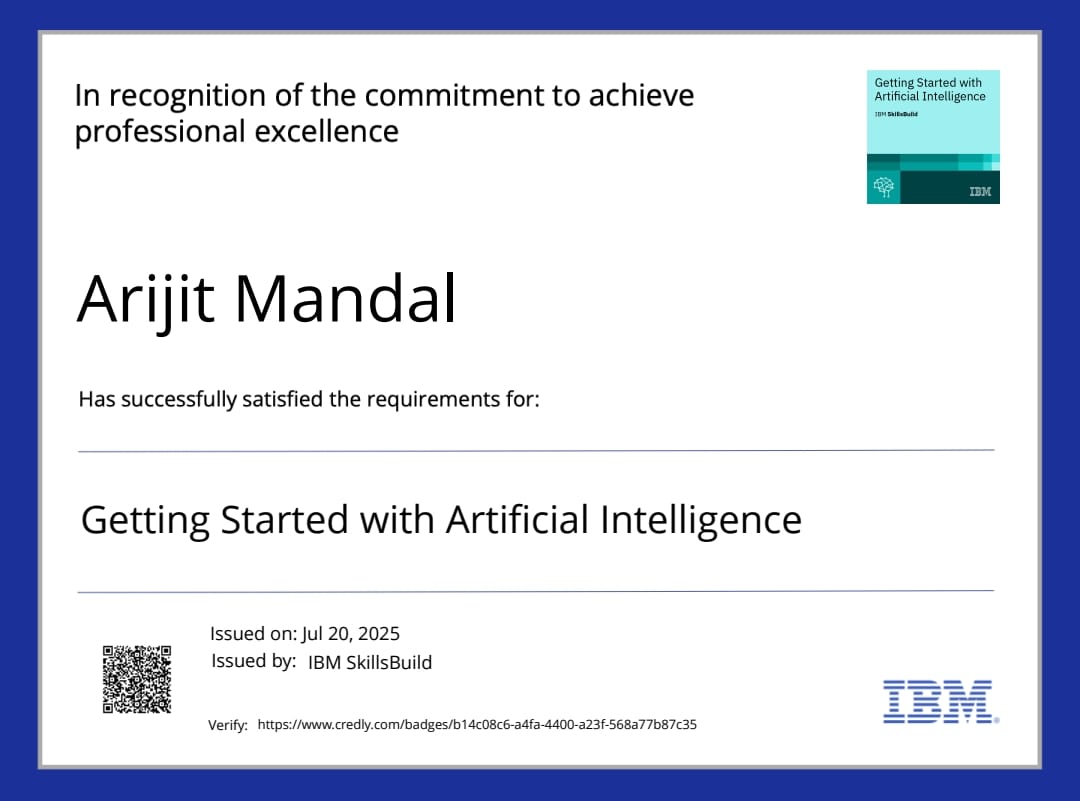 In recognition of the commitment to achieve
professional excellence
Getting Started with
Artificial Intelligence
IBM SkillsBuild
IBM
Arijit Mandal
Has successfully satisfied the requirements for:
Getting Started with Artificial Intelligence
Issued on: Jul 20, 2025
Issued by: IBM SkillsBuild
Verify: https://www.credly.com/badges/b14c08c6-a4fa-4400-a23f-568a77b87c35
IBM®